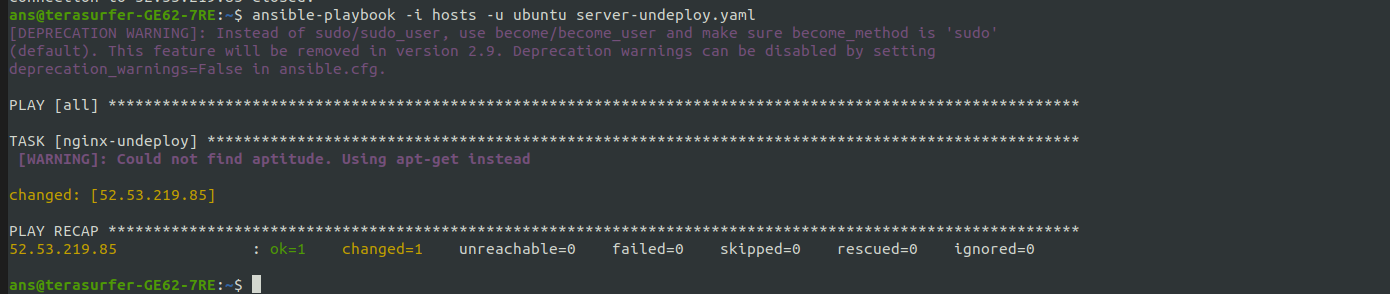 ans@terasurfer-GE62-7RE:~$ ansible-playbook -i hosts -u ubuntu server-undeploy.yaml
[DEPRECATION WARNING]: Instead of sudo/sudo_user, use become/become_user and make sure become_method is 'sudo'
(default). This feature will be removed in version 2.9. Deprecation warnings can be disabled by setting
deprecation_warnings=False in ansible.cfg.
PLAY [all] ************************************************************************************************************
TASK [nginx-undeploy] *************************************************************************************************
[WARNING]: Could not find aptitude. Using apt-get instead
changed: [52.53.219.85]
PLAY RECAP ************************************************************************************************************
52.53.219.85               : ok=1    changed=1    unreachable=0    failed=0    skipped=0    rescued=0    ignored=0
ans@terasurfer-GE62-7RE:~$